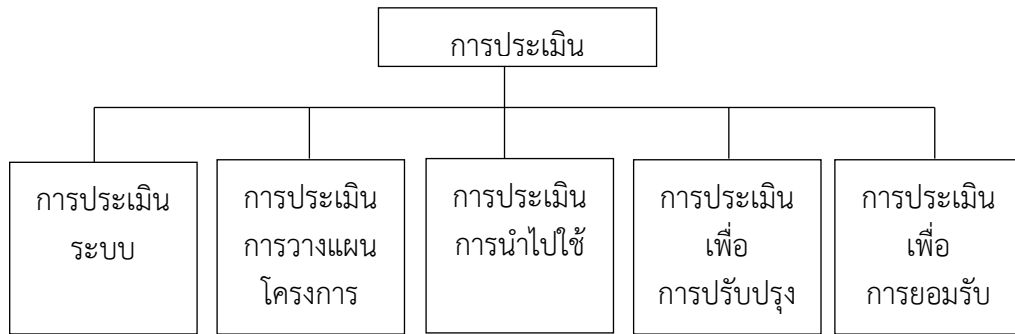 การประเมิน
การประเมิน
ระบบ
การประเมิน
การวางแผน
โครงการ
การประเมิน
การนำไปใช้
การประเมิน
เพื่อ
การปรับปรุง
การประเมิน
เพื่อ
การยอมรับ